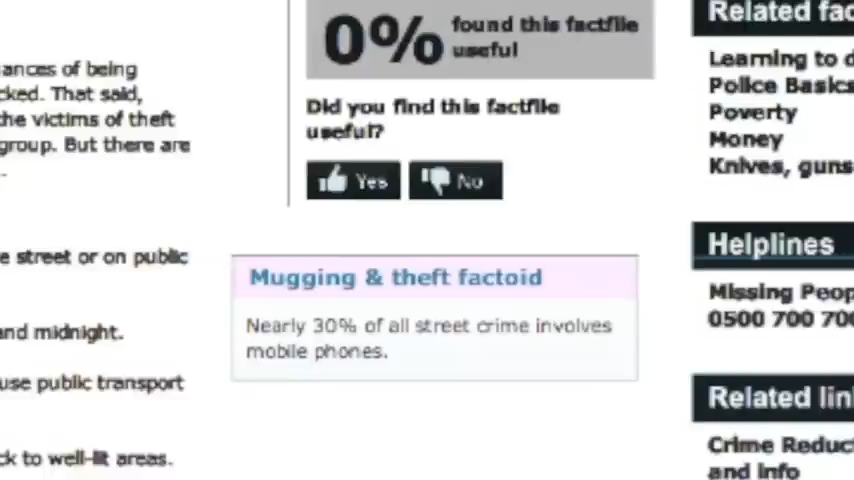 ances of being
cked. That said,
the victims of theft
group. But there are
e street or on public
and midnight.
use public transport
ck to well-lit areas.
0% found this factfile
useful
Did you find this factfile
useful?
Yes No
Mugging & theft factoid
Nearly 30% of all street crime involves
mobile phones.
Related fac
Learning to d
Police Basics
Poverty
Money
Knives, guns
Helplines
Missing Peop
0500 700 700
Related link
Crime Reduct
and info